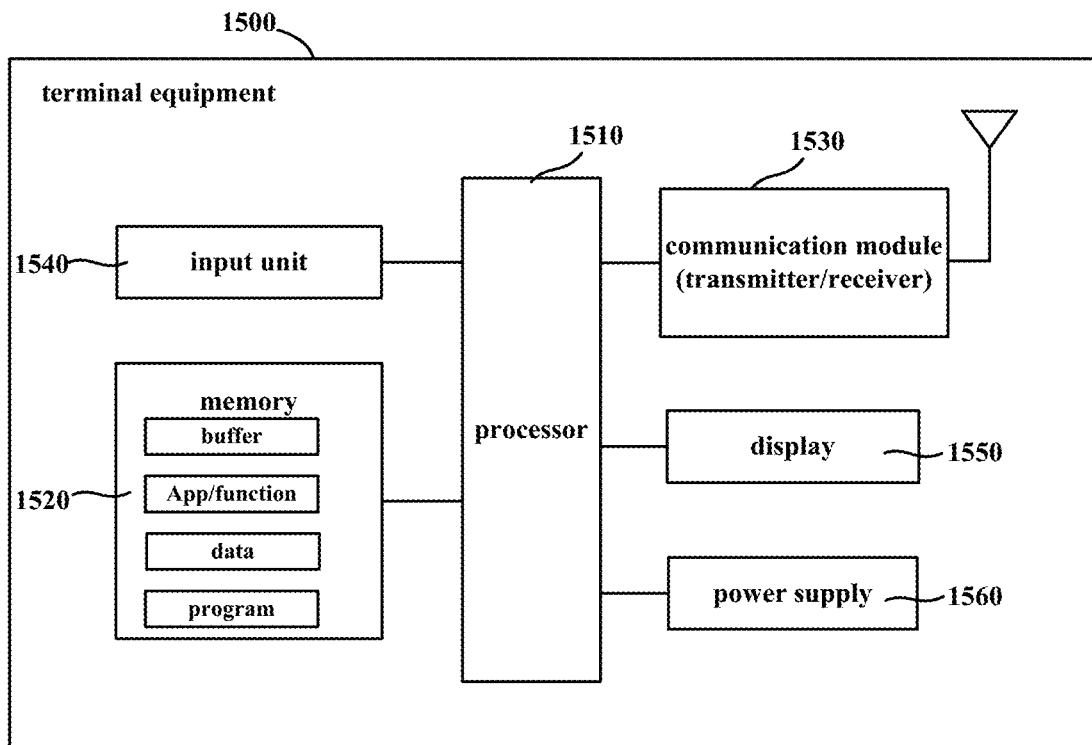 1500
terminal equipment
1510
1530
1540
input unit
communication module
(transmitter/receiver)
memory
buffer
processor
display
1550
1520
App/function
data
program
power supply
1560